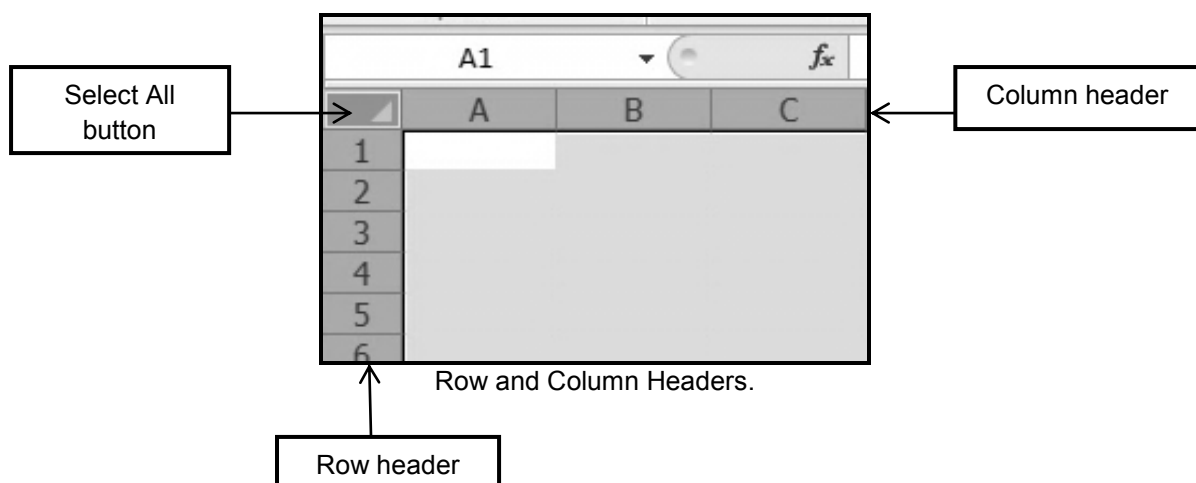 A1
fx
Select All
button
Column header
A
B
C
1
2
3
4
5
6
Row and Column Headers.
Row header